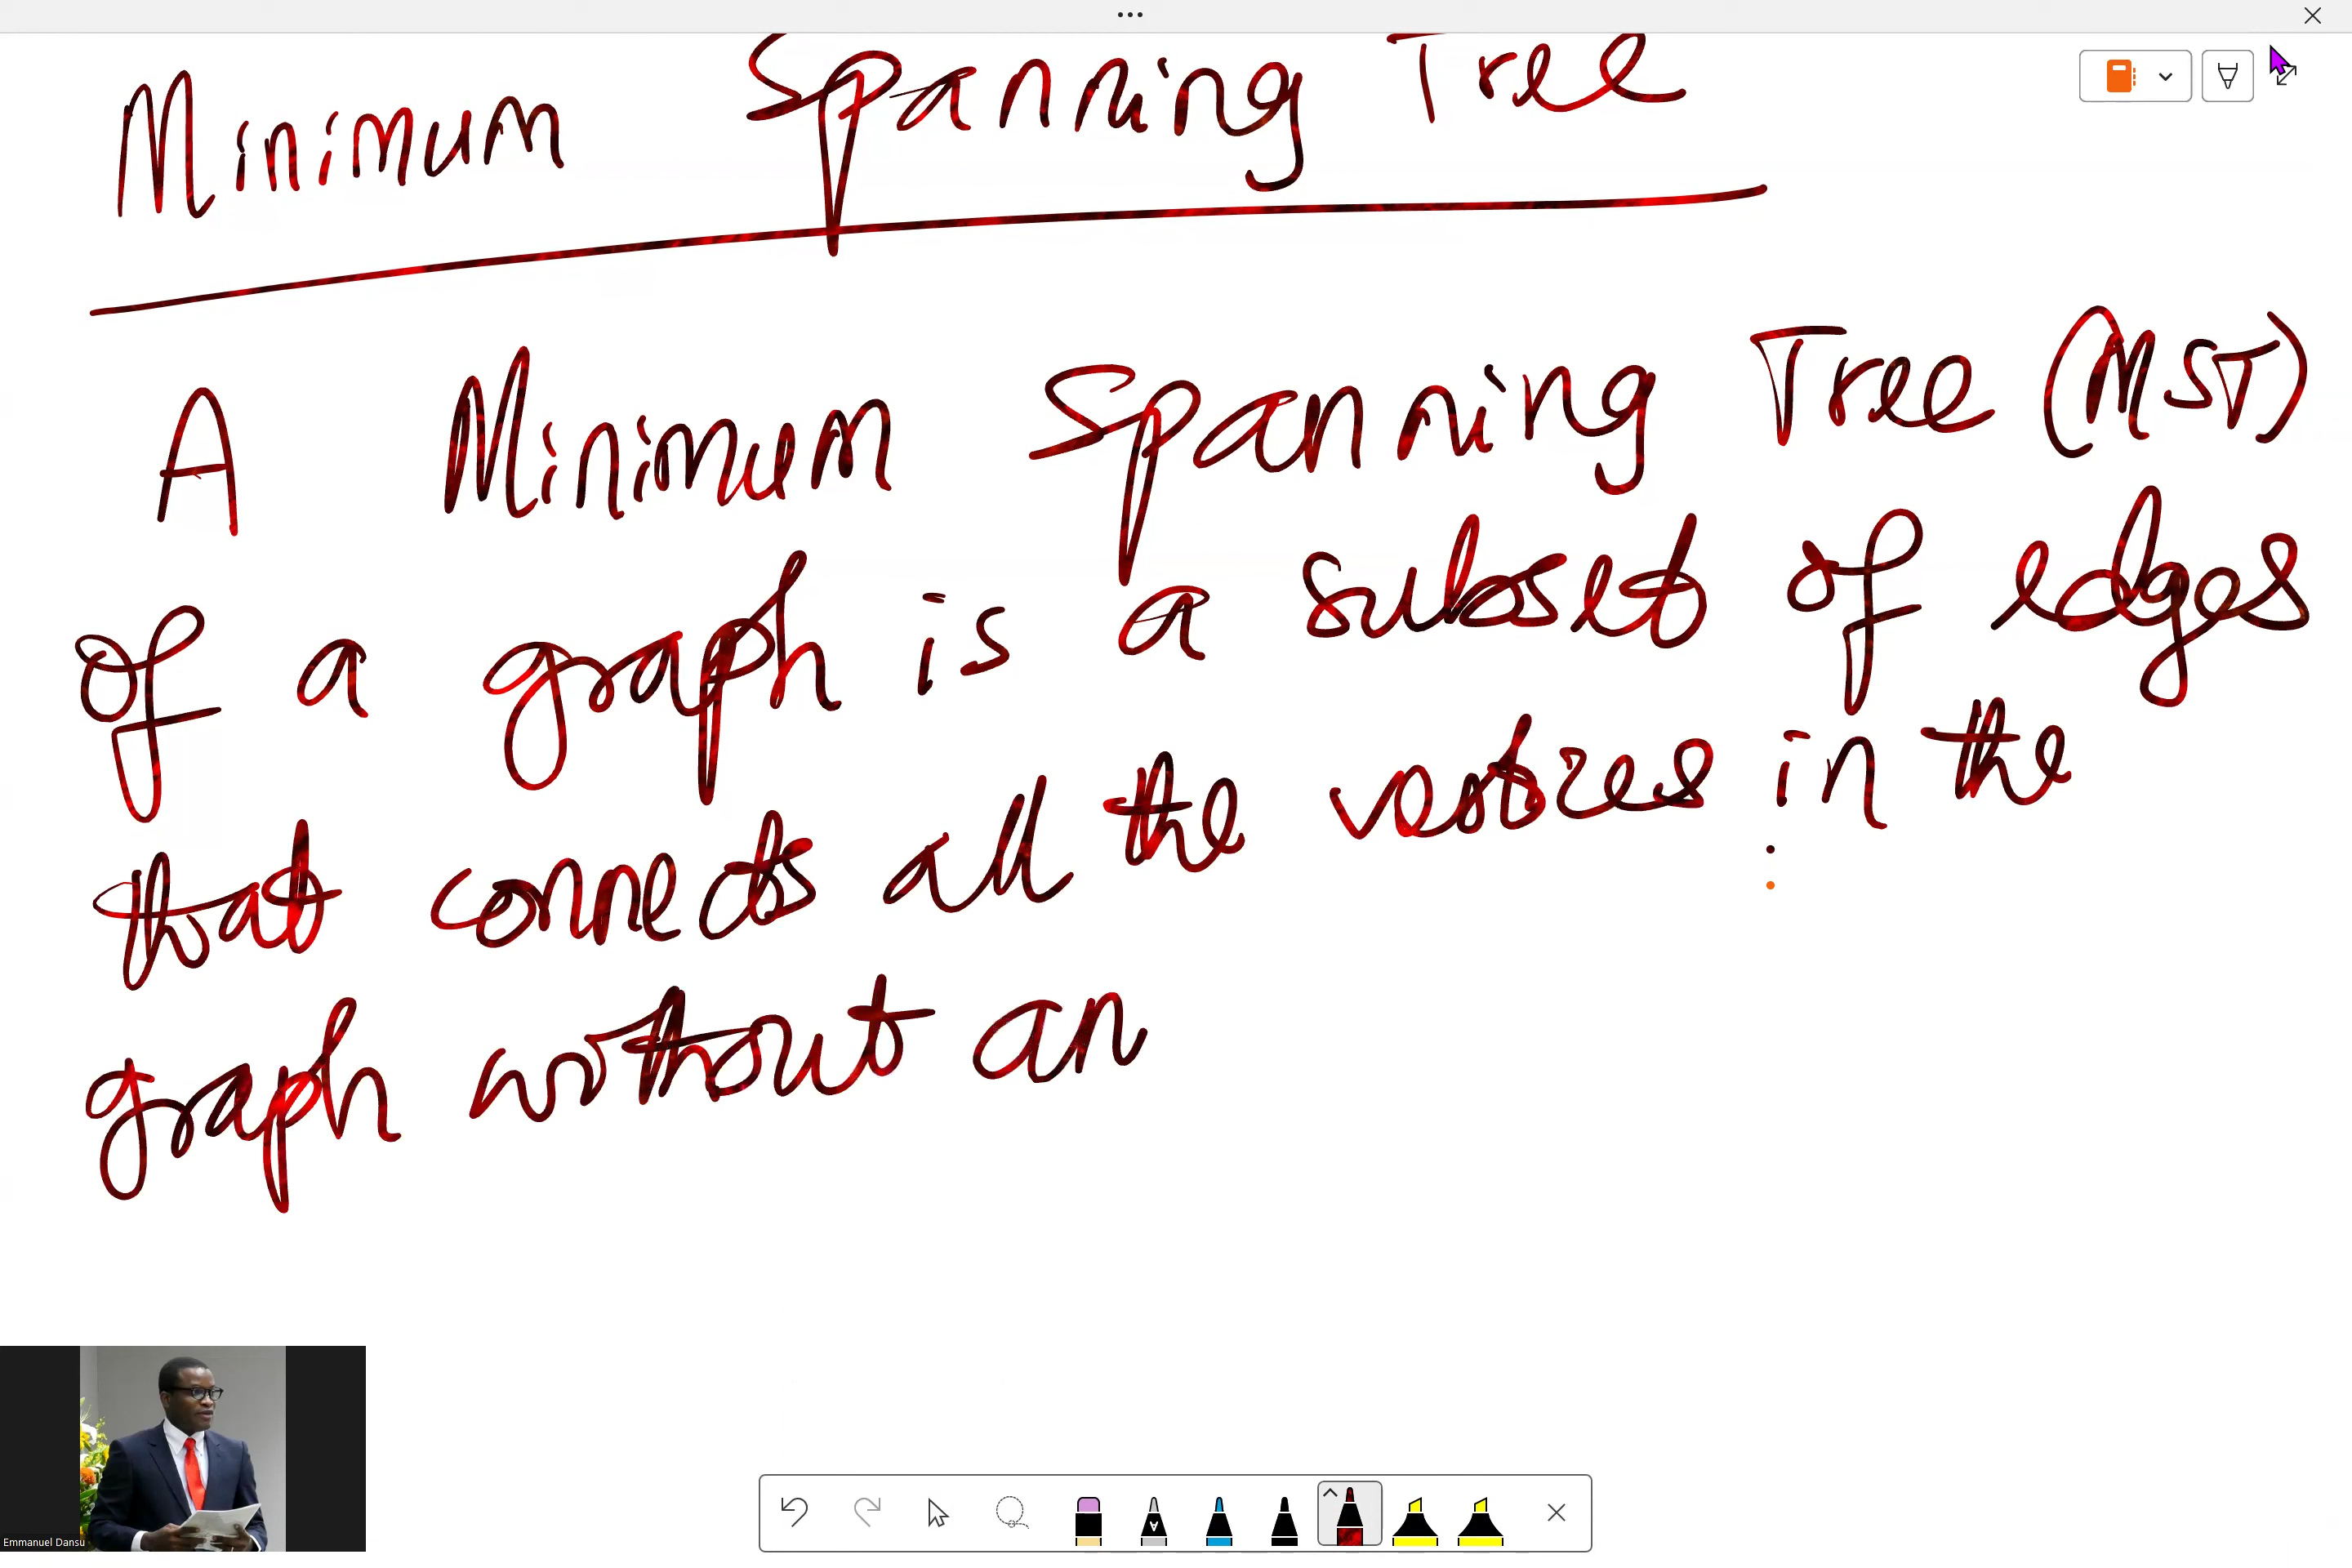 Minimum Spanning Tree
A Minimum Spanning Tree (MST)
of a graph is a subset of edges
that connects all the vertices in the
graph without an
Emmanuel Dansu